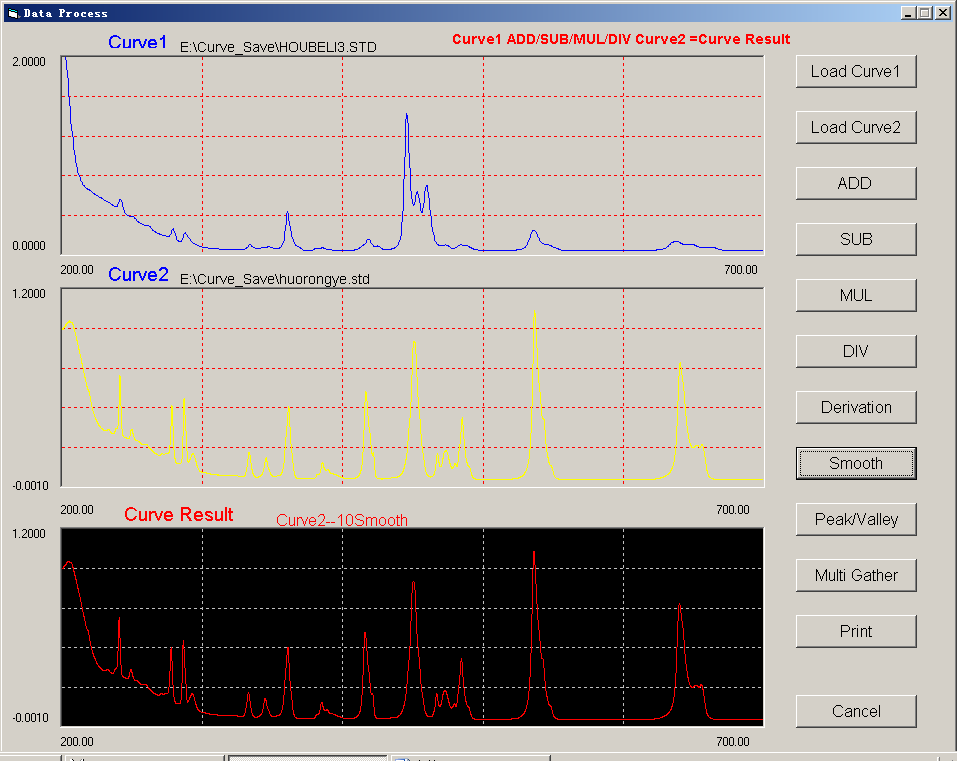 Data Process
Curve1 E:\Curve_Save\HOUBELI3.STD Curve1 ADD/SUB/MUL/DIV Curve2 =Curve Result
2.0000
0.0000
200.00 700.00
Curve2 E:\Curve_Save\huorongye.std
1.2000
-0.0010
200.00 700.00
Curve Result Curve2--10Smooth
1.2000
-0.0010
200.00 700.00
Load Curve1
Load Curve2
ADD
SUB
MUL
DIV
Derivation
Smooth
Peak/Valley
Multi Gather
Print
Cancel